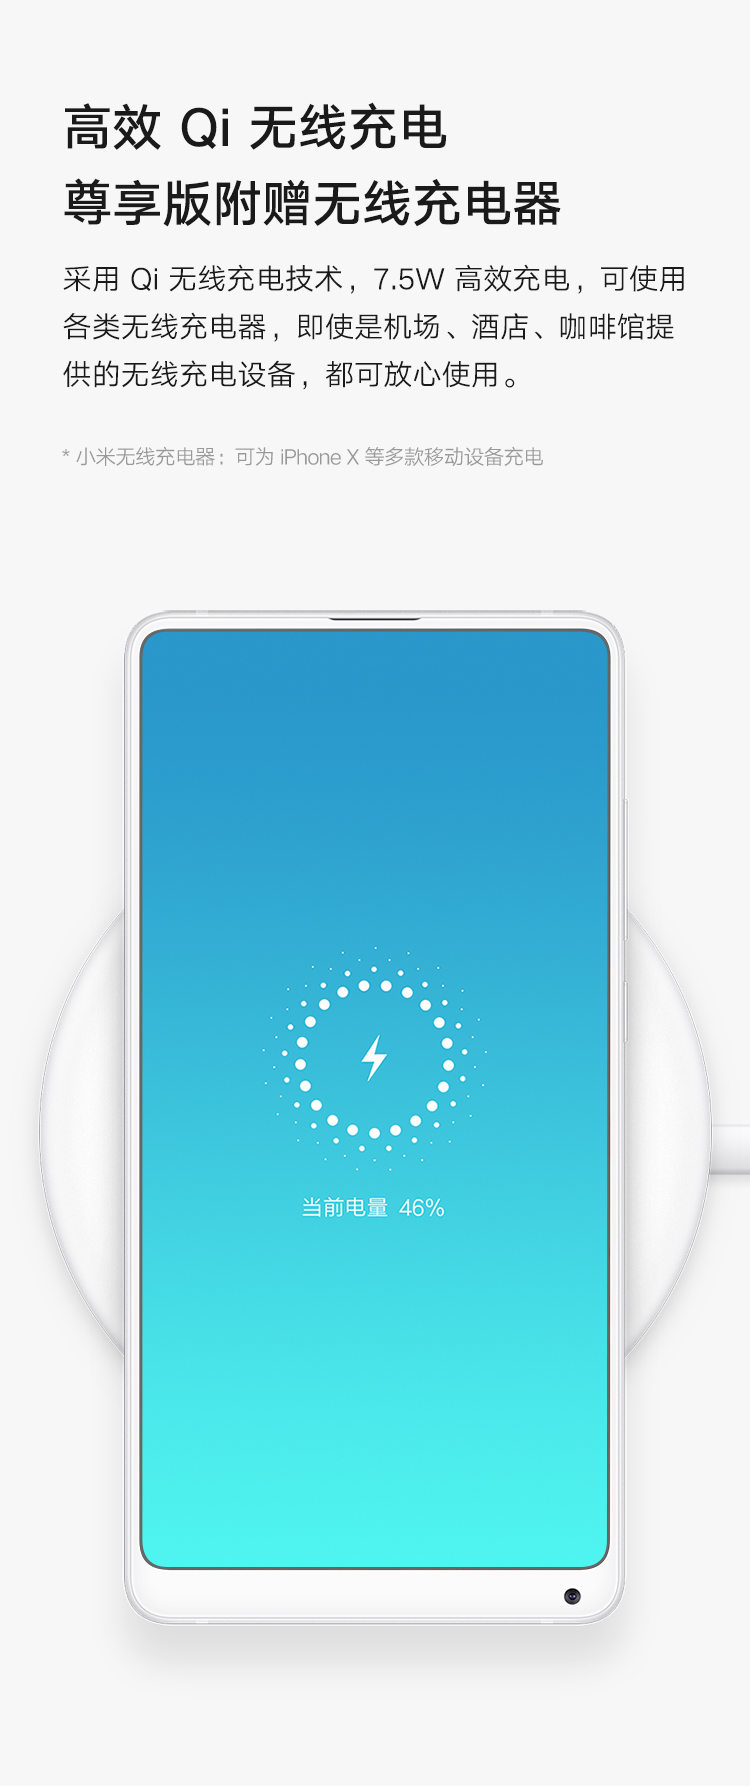 高效 Qi 无线充电
尊享版附赠无线充电器
采用 Qi 无线充电技术，7.5W 高效充电，可使用
各类无线充电器，即使是机场、酒店、咖啡馆提
供的无线充电设备，都可放心使用。
* 小米无线充电器：可为 iPhone X 等多款移动设备充电
当前电量 46%